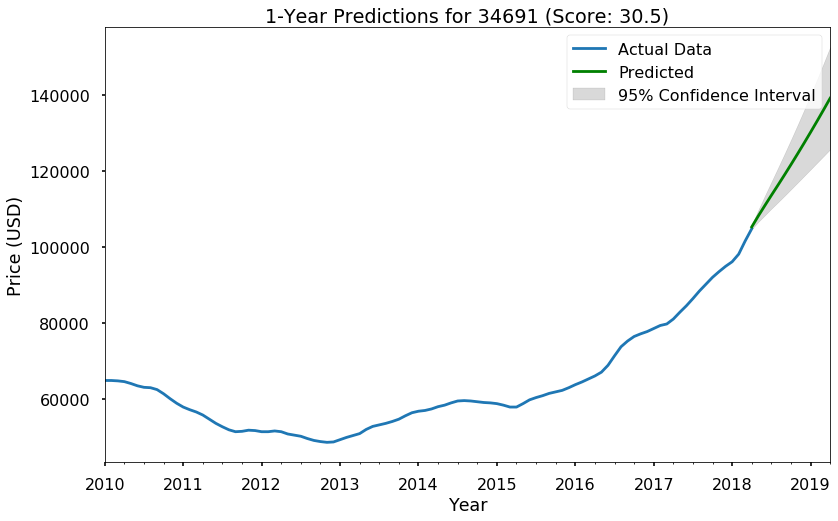 1-Year Predictions for 34691 (Score: 30.5)
Actual Data
Predicted
95% Confidence Interval
Price (USD)
140000
120000
100000
80000
60000
2010 2011 2012 2013 2014 2015 2016 2017 2018 2019
Year